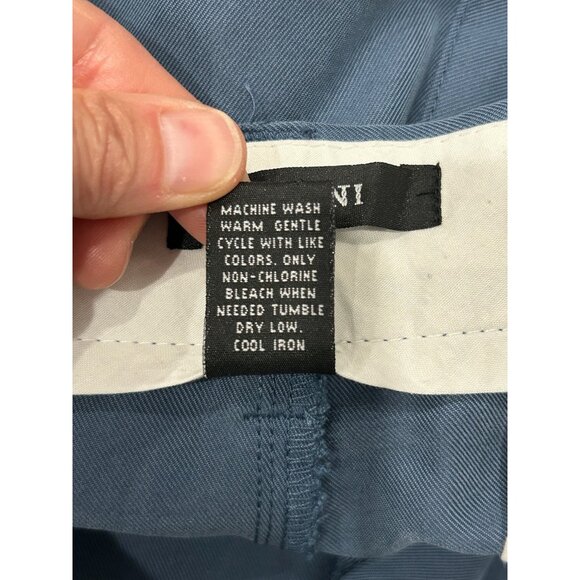 MACHINE WASH
WARM GENTLE
CYCLE WITH LIKE
COLORS. ONLY
NON-CHLORINE
BLEACH WHEN
NEEDED TUMBLE
DRY LOW.
COOL IRON